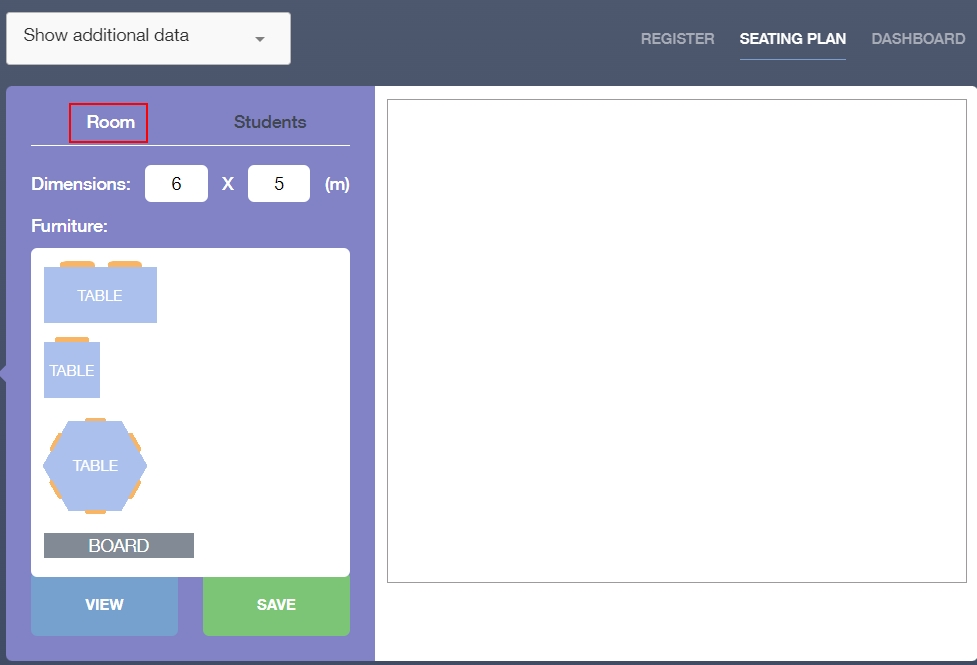 Show additional data
REGISTER SEATING PLAN DASHBOARD
Room Students
Dimensions: 6 X 5 (m)
Furniture:
TABLE
TABLE
TABLE
BOARD
VIEW SAVE